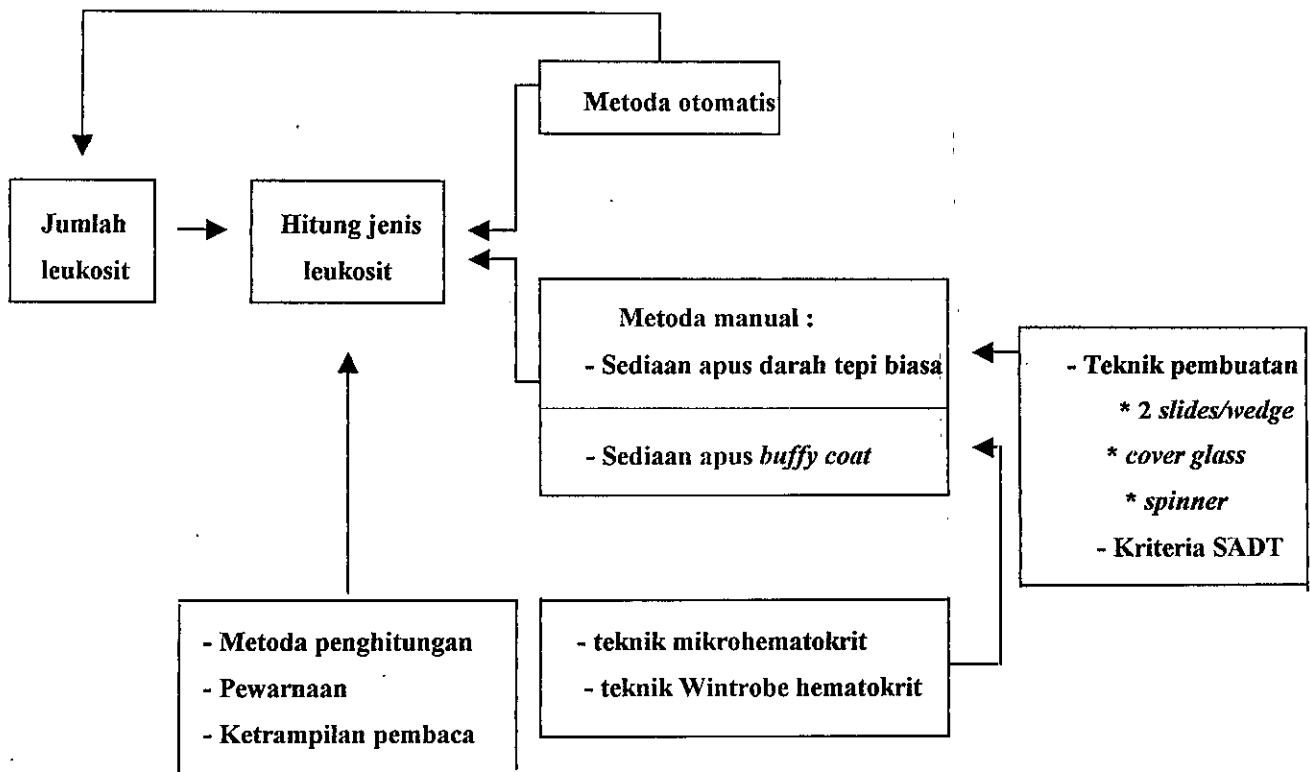 Metoda otomatis
Jumlah
leukosit
Hitung jenis
leukosit
Metoda manual :
- Sediaan apus darah tepi biasa
- Sediaan apus buffy coat
- Teknik pembuatan
* 2 slides/wedge
* cover glass
* spinner
- Kriteria SADT
- Metoda penghitungan
- Pewarnaan
- Ketrampilan pembaca
- teknik mikrohematokrit
- teknik Wintrobe hematokrit